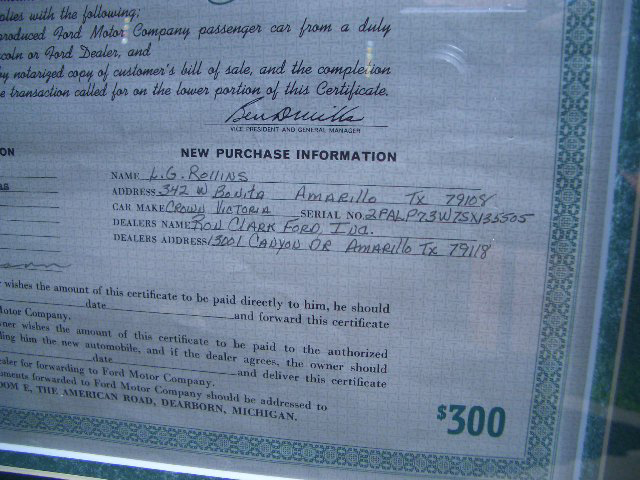 plies with the following;
produced Ford Motor Company passenger car from a duly
coln or Ford Dealer, and
by notarized copy of customer's bill of sale, and the completion
e transaction called for on the lower portion of this Certificate.
VICE PRESIDENT AND GENERAL MANAGER
ON
NEW PURCHASE INFORMATION
NAME L.G. Rollins
as
ADDRESS 342 W Bonita Amarillo Tx 79108
CAR MAKE Crown Victoria SERIAL NO. 2FALP73W7SX135505
DEALERS NAME Ron Clark Ford, Inc.
DEALERS ADDRESS 13001 Canyon Dr Amarillo Tx 79118
r wishes the amount of this certificate to be paid directly to him, he should
date and forward this certificate
Motor Company.
ner wishes the amount of this certificate to be paid to the authorized
ling him the new automobile, and if the dealer agrees, the owner should
date and deliver this certificate
ealer for forwarding to Ford Motor Company.
uments forwarded to Ford Motor Company should be addressed to
OOM E, THE AMERICAN ROAD, DEARBORN, MICHIGAN.
$300